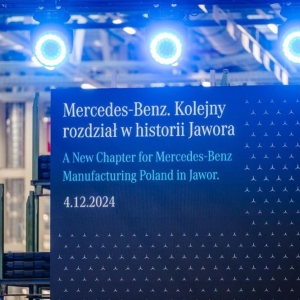 Mercedes-Benz. Kolejny
rozdział w historii Jawora
A New Chapter for Mercedes-Benz
Manufacturing Poland in Jawor.
4.12.2024